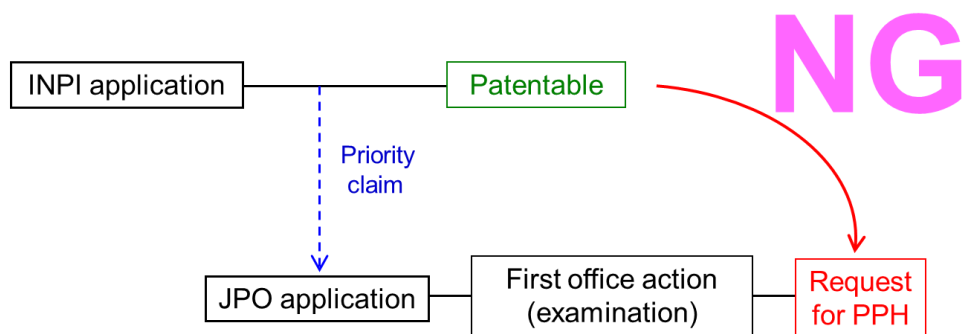 NG
INPI application
Patentable
Priority
claim
JPO application
First office action
(examination)
Request
for PPH